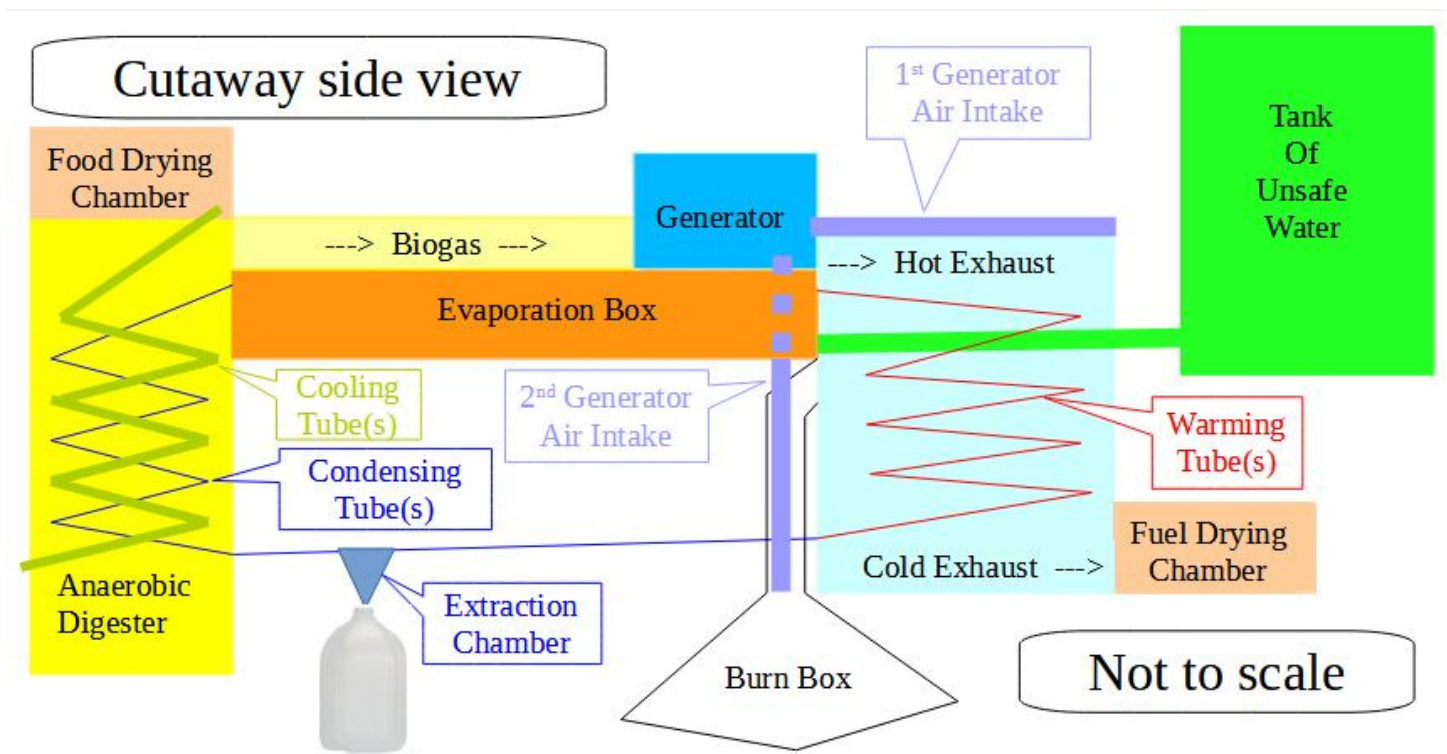 Cutaway side view
1st Generator
Air Intake
Tank
Of
Unsafe
Water
Food Drying
Chamber
Generator
---> Biogas --->
---> Hot Exhaust
Evaporation Box
Cooling
Tube(s)
2nd Generator
Air Intake
Warming
Tube(s)
Condensing
Tube(s)
Fuel Drying
Chamber
Cold Exhaust --->
Anaerobic
Digester
Extraction
Chamber
Burn Box
Not to scale